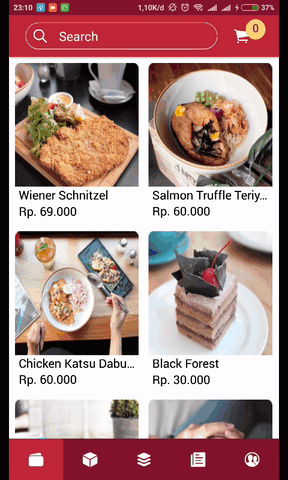 23:10 1,10K/d 37%
Search 0
Wiener Schnitzel
Rp. 69.000
Salmon Truffle Teriy...
Rp. 60.000
Chicken Katsu Dabu...
Rp. 60.000
Black Forest
Rp. 30.000